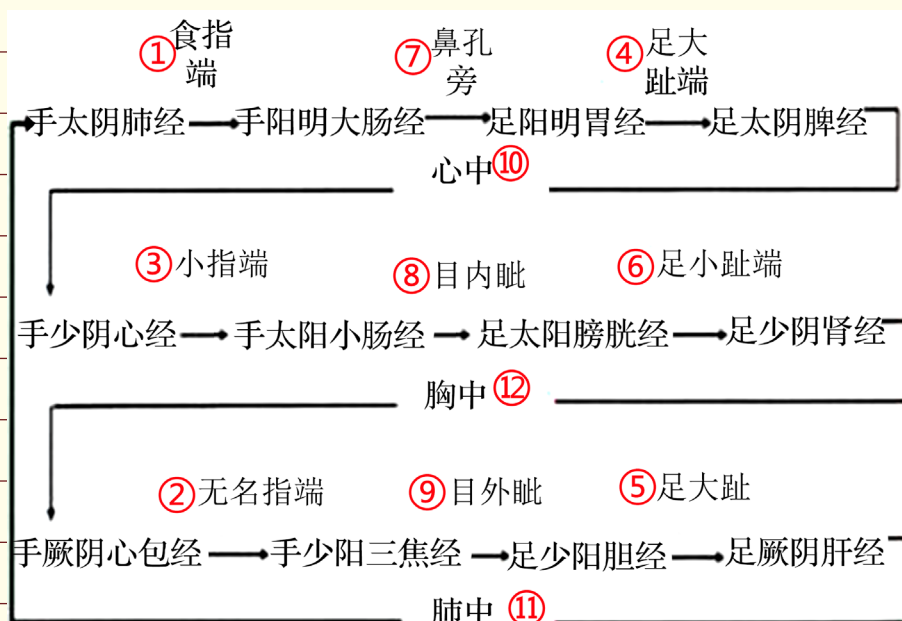 ①食指端
⑦鼻孔旁
④足大趾端
手太阴肺经 手阳明大肠经 足阳明胃经 足太阴脾经
心中⑩
③小指端 ⑧目内眦 ⑥足小趾端
手少阴心经 手太阳小肠经 足太阳膀胱经 足少阴肾经
胸中⑫
②无名指端 ⑨目外眦 ⑤足大趾
手厥阴心包经 手少阳三焦经 足少阳胆经 足厥阴肝经
肺中⑪